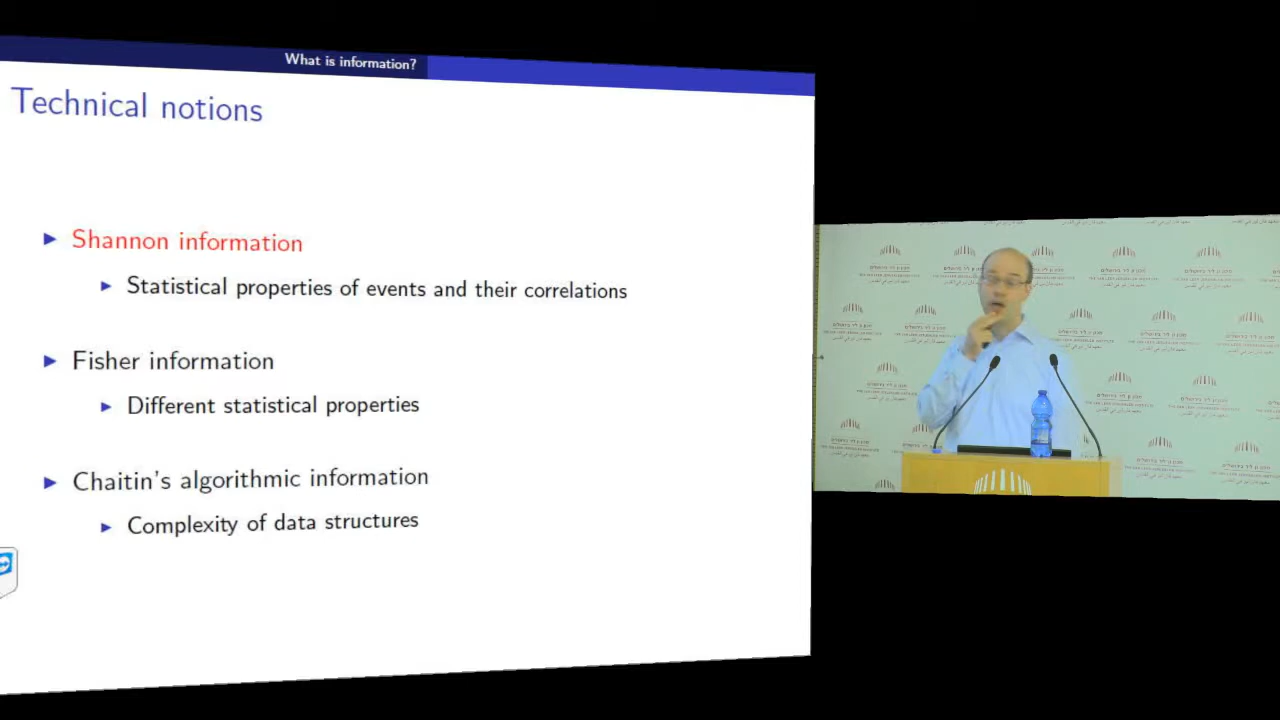 What is information?
Technical notions
Shannon information
Statistical properties of events and their correlations
Fisher information
Different statistical properties
Chaitin's algorithmic information
Complexity of data structures